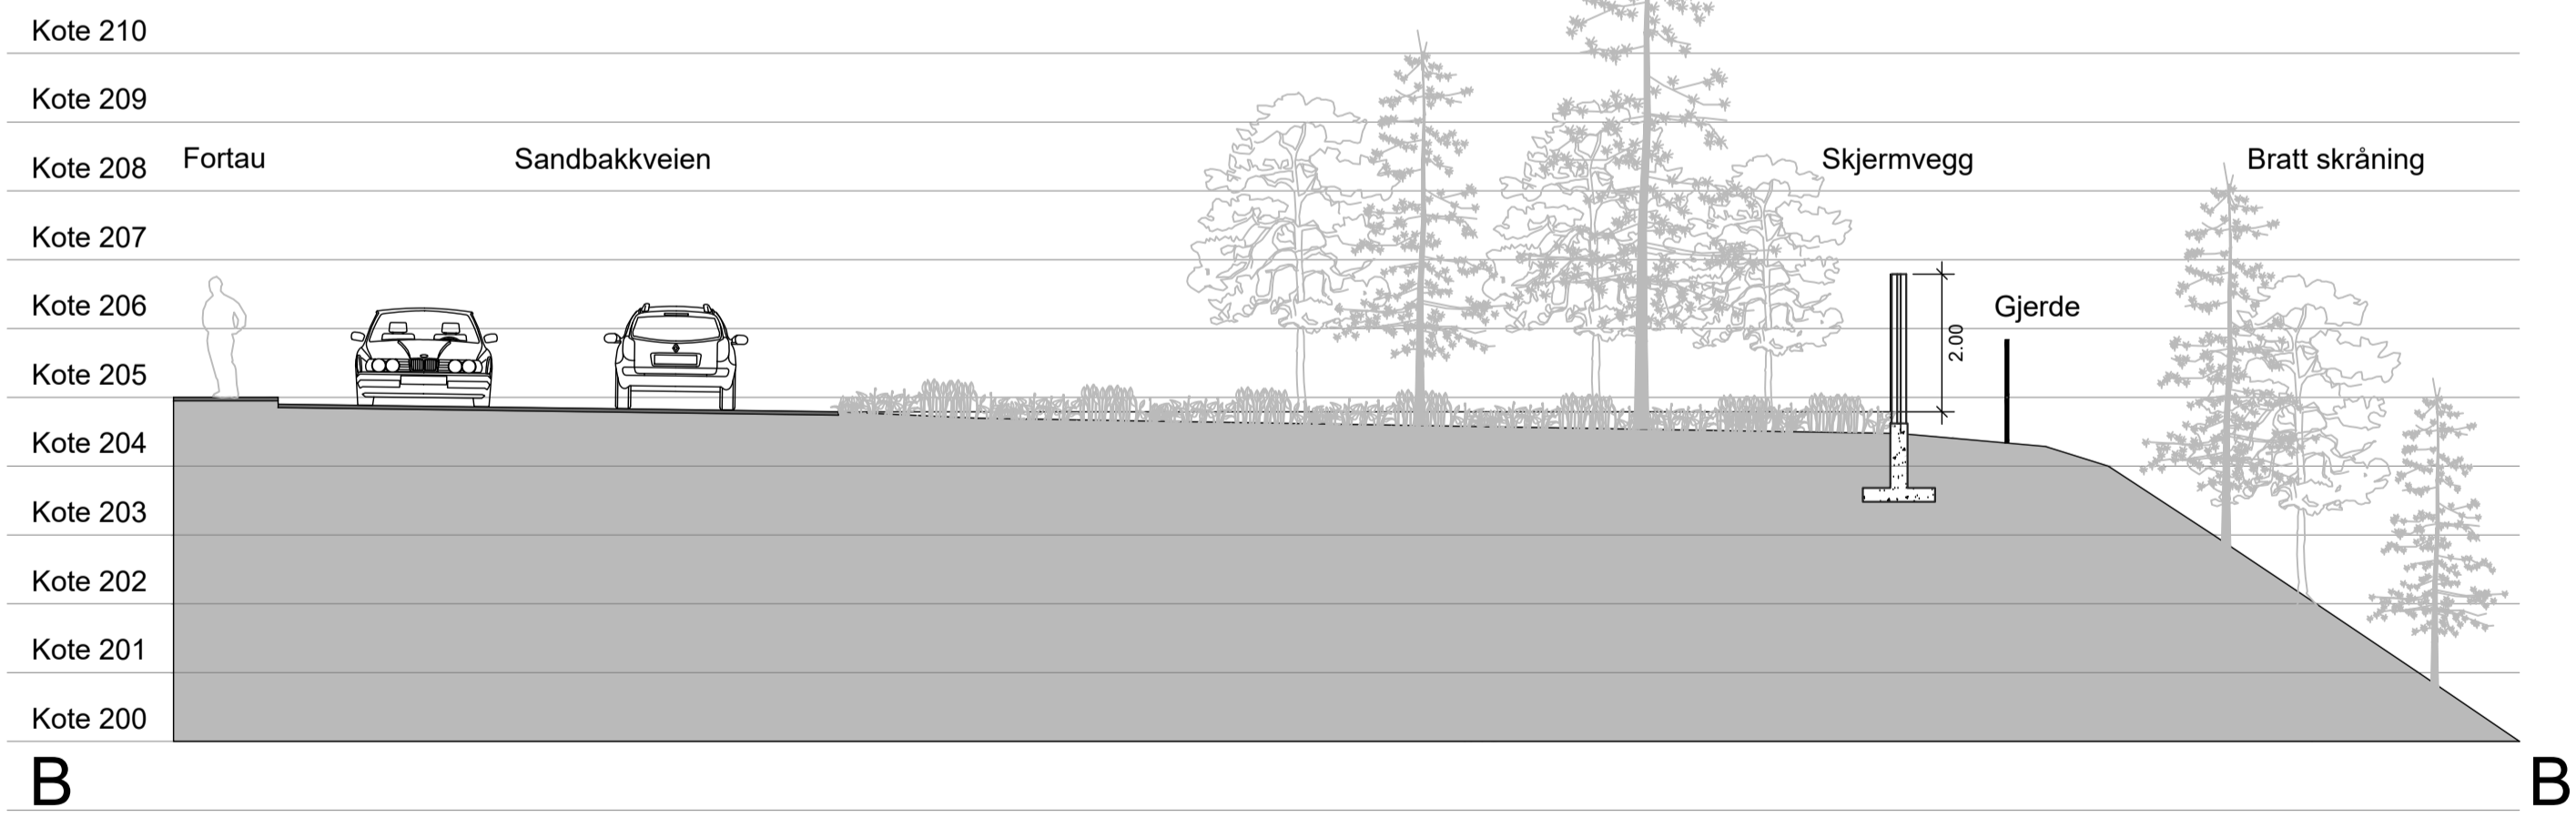 Kote 210
Kote 209
Fortau
Sandbakkveien
Skjermvegg
Bratt skråning
Kote 208
Kote 207
Kote 206
Gjerde
2.00
Kote 205
Kote 204
Kote 203
Kote 202
Kote 201
Kote 200
B
B